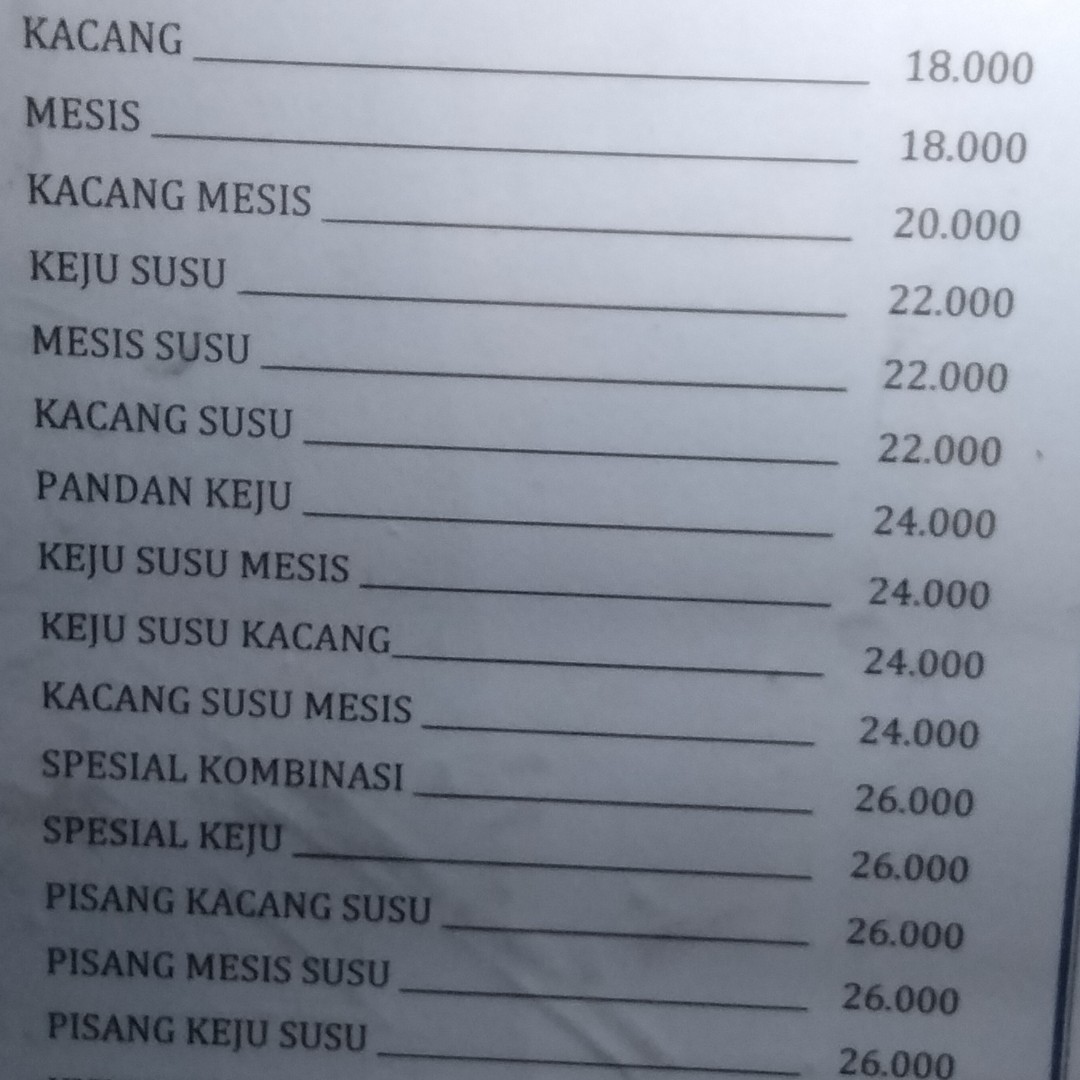 KACANG 18.000
MESIS 18.000
KACANG MESIS 20.000
KEJU SUSU 22.000
MESIS SUSU 22.000
KACANG SUSU 22.000
PANDAN KEJU 24.000
KEJU SUSU MESIS 24.000
KEJU SUSU KACANG 24.000
KACANG SUSU MESIS 24.000
SPESIAL KOMBINASI 26.000
SPESIAL KEJU 26.000
PISANG KACANG SUSU 26.000
PISANG MESIS SUSU 26.000
PISANG KEJU SUSU 26.000